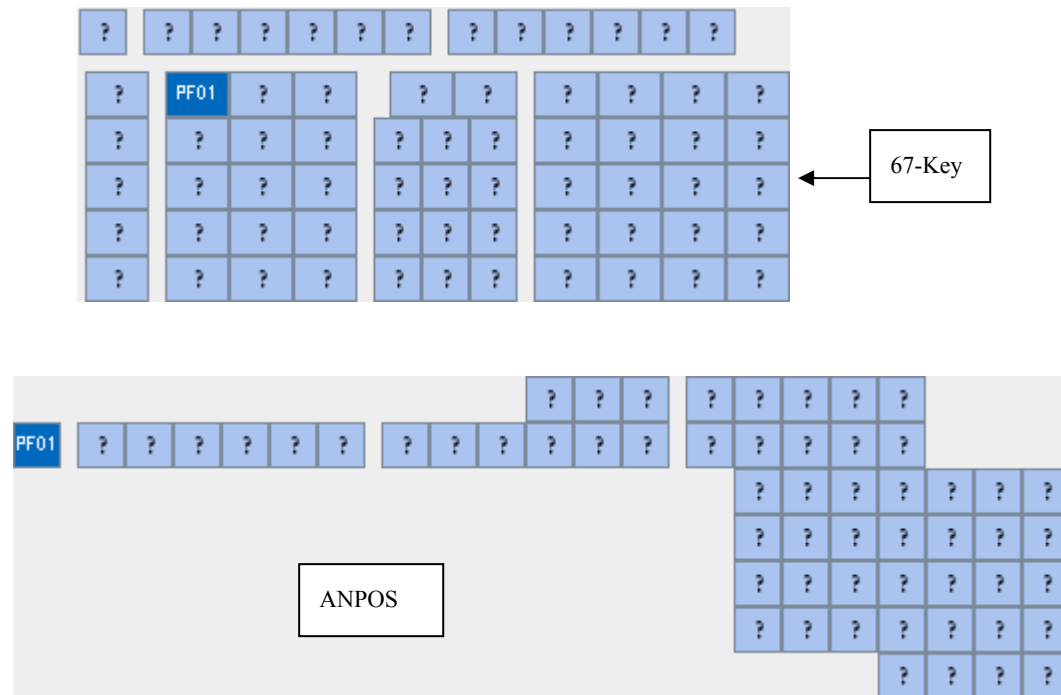 ? ? ? ? ? ? ? ? ? ? ? ? ?
? PF01 ? ? ? ? ? ? ? ?
? ? ? ? ? ? ? ? ? ? ?
? ? ? ? ? ? ? ? ? ? ?
? ? ? ? ? ? ? ? ? ? ?
? ? ? ? ? ? ? ? ? ? ?
67-Key
? ? ? ? ? ? ? ?
PF01 ? ? ? ? ? ? ? ? ? ? ? ? ? ? ? ? ?
? ? ? ? ? ? ?
? ? ? ? ? ? ?
? ? ? ? ? ? ?
? ? ? ? ? ? ?
? ? ? ?
ANPOS